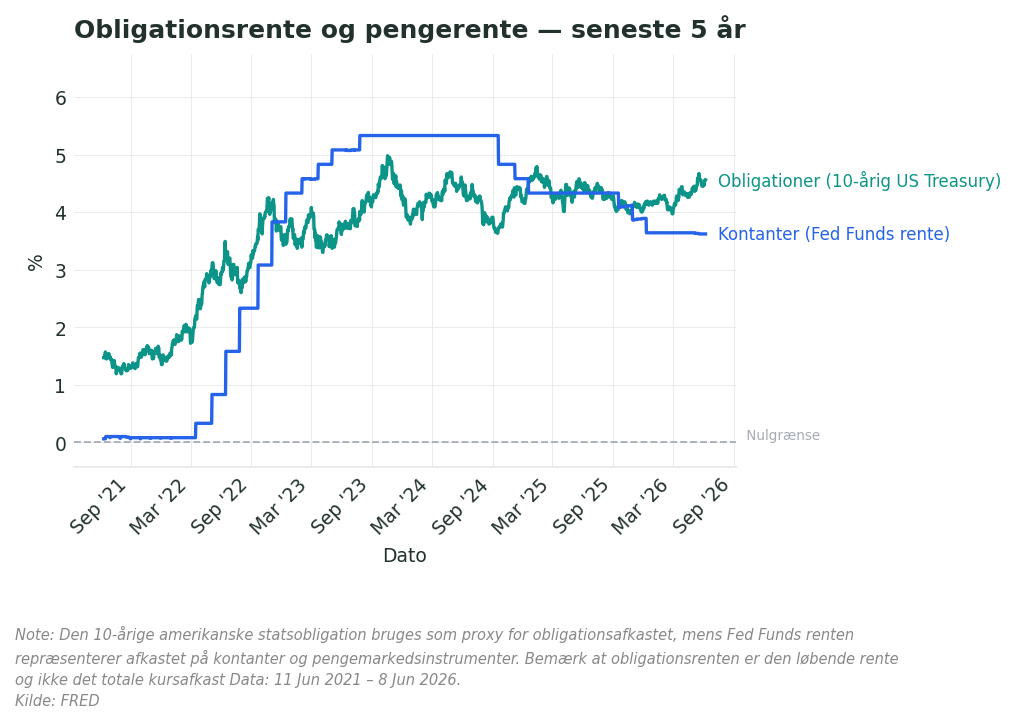 Obligationsrente og pengerente — seneste 5 år
6
5
4
3
2
1
0
%
Obligationer (10-årig US Treasury)
Kontanter (Fed Funds rente)
Nulgrænse
Sep '21
Mar '22
Sep '22
Mar '23
Sep '23
Mar '24
Sep '24
Mar '25
Sep '25
Mar '26
Sep '26
Dato
Note: Den 10-årige amerikanske statsobligation bruges som proxy for obligationsafkastet, mens Fed Funds renten
repræsenterer afkastet på kontanter og pengemarkedsinstrumenter. Bemærk at obligationsrenten er den løbende rente
og ikke det totale kursafkast Data: 11 Jun 2021 – 8 Jun 2026.
Kilde: FRED